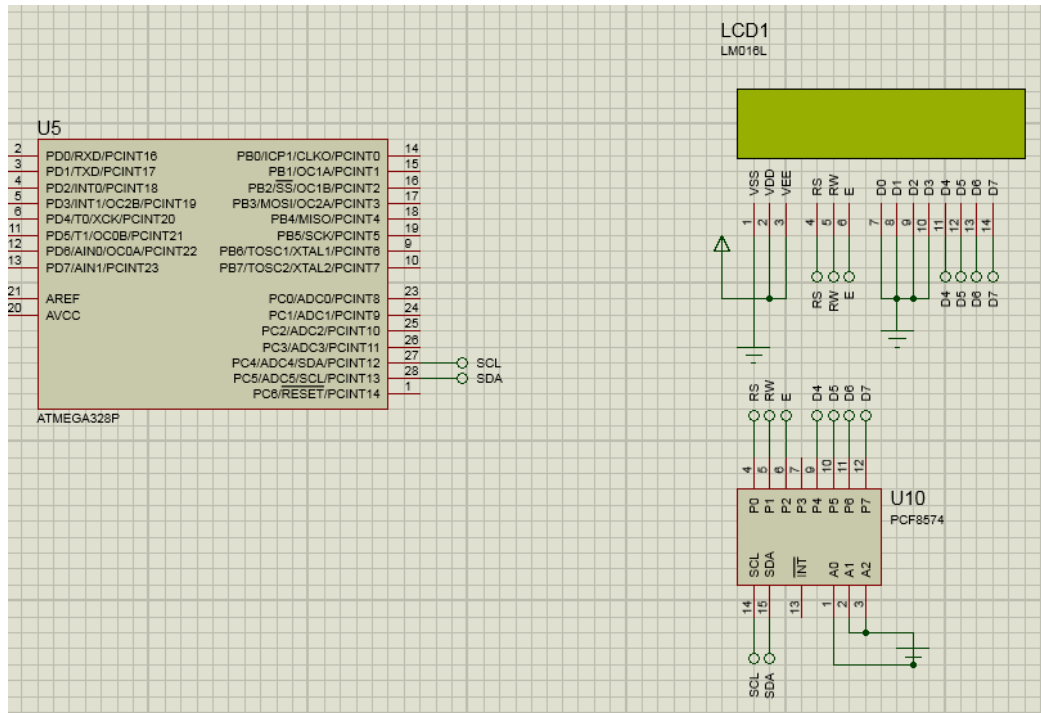 U5
2 PD0/RXD/PCINT16 PB0/ICP1/CLKO/PCINT0 14
3 PD1/TXD/PCINT17 PB1/OC1A/PCINT1 15
4 PD2/INT0/PCINT18 PB2/SS/OC1B/PCINT2 16
5 PD3/INT1/OC2B/PCINT19 PB3/MOSI/OC2A/PCINT3 17
6 PD4/T0/XCK/PCINT20 PB4/MISO/PCINT4 18
11 PD5/T1/OC0B/PCINT21 PB5/SCK/PCINT5 19
12 PD6/AIN0/OC0A/PCINT22 PB6/TOSC1/XTAL1/PCINT6 9
13 PD7/AIN1/PCINT23 PB7/TOSC2/XTAL2/PCINT7 10
21 AREF PC0/ADC0/PCINT8 23
20 AVCC PC1/ADC1/PCINT9 24
PC2/ADC2/PCINT10 25
PC3/ADC3/PCINT11 26
PC4/ADC4/SDA/PCINT12 27 SCL
PC5/ADC5/SCL/PCINT13 28 SDA
PC6/RESET/PCINT14 1
ATMEGA328P
LCD1
LM016L
VSS VDD VEE RS RW E D0 D1 D2 D3 D4 D5 D6 D7
1 2 3 4 5 6 7 8 9 10 11 12 13 14
RS RW E D4 D5 D6 D7
RS RW E D4 D5 D6 D7
4 5 6 7 9 10 11 12
P0 P1 P2 P3 P4 P5 P6 P7
U10
PCF8574
SCL SDA INT A0 A1 A2
14 15 13 1 2 3
SCL SDA